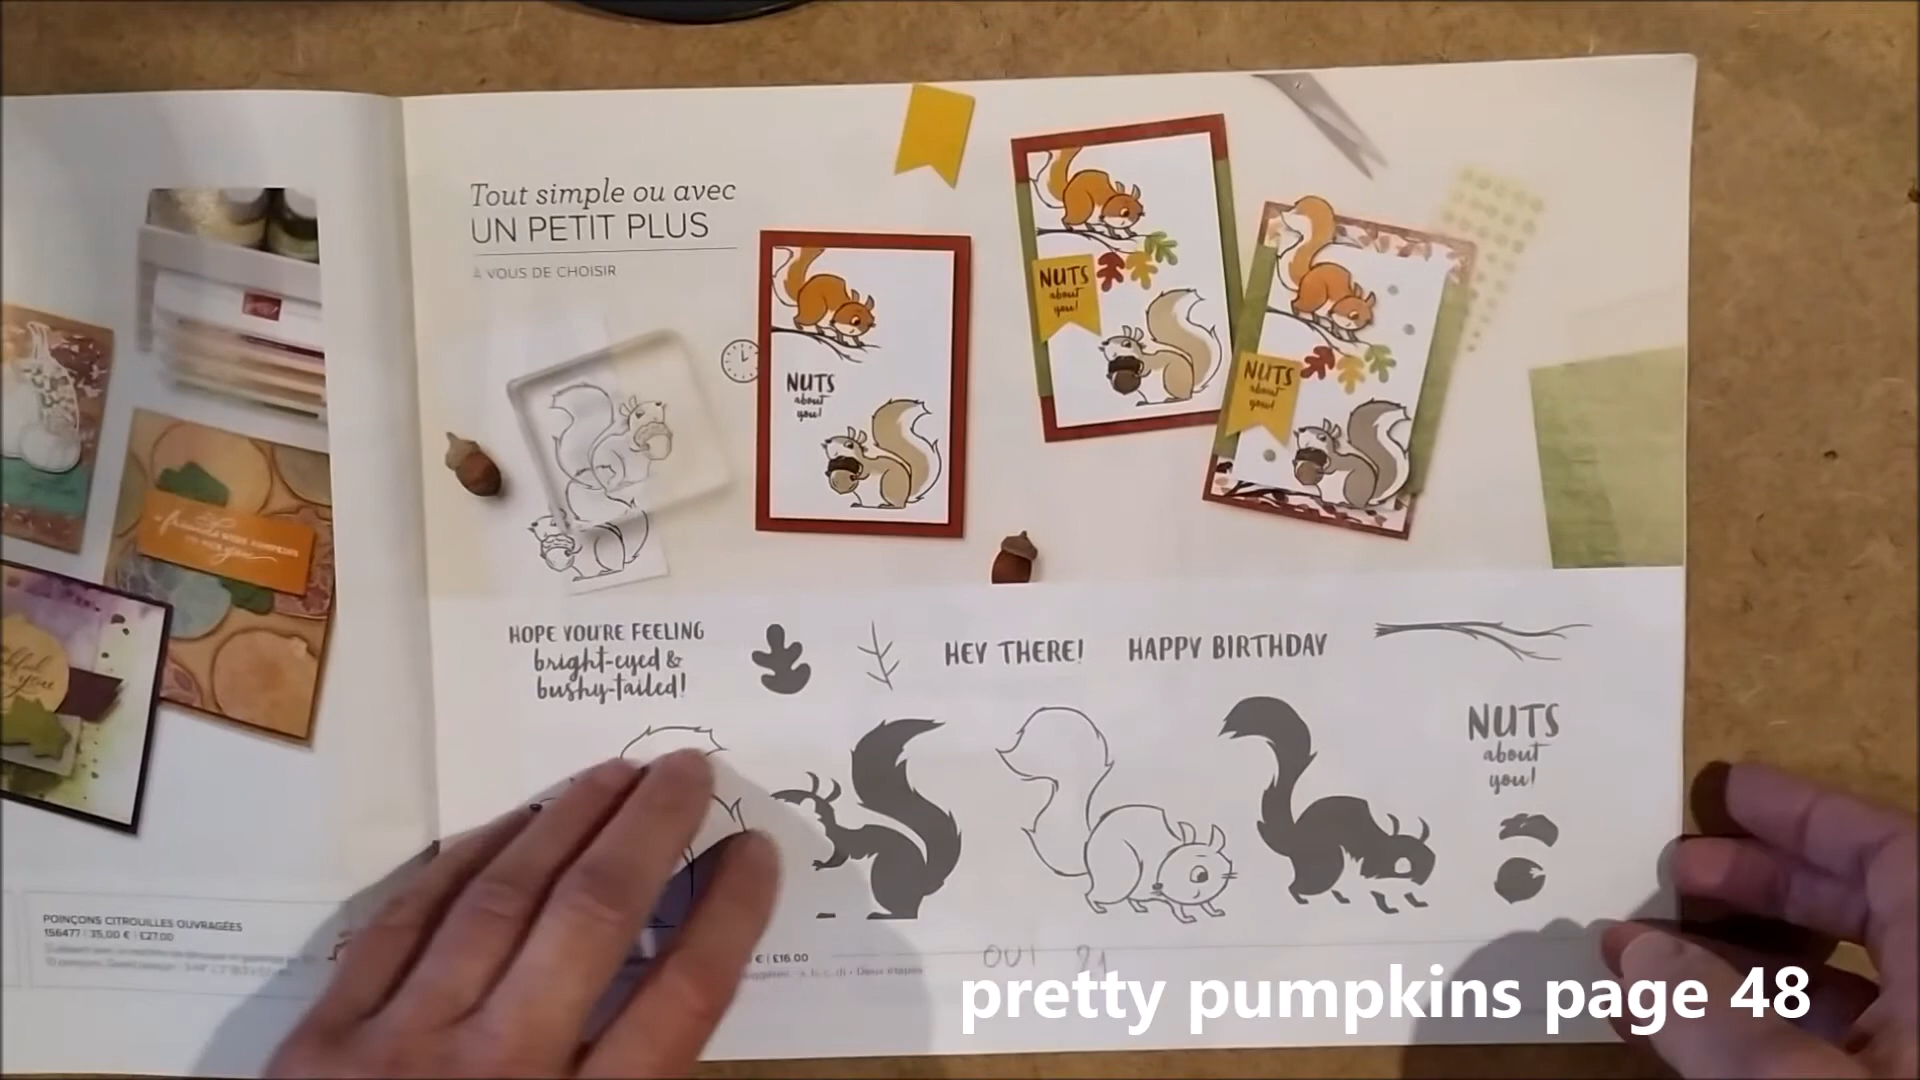 Tout simple ou avec
UN PETIT PLUS
À VOUS DE CHOISIR
NUTS
about
you!
NUTS
about
you!
NUTS
about
you!
HOPE YOU'RE FEELING
bright-eyed &
bushy-tailed!
HEY THERE!
HAPPY BIRTHDAY
NUTS
about
you!
POINÇONS CITROUILLES OUVRAGÉES
156477 | 35,00 € | £27.00
€ | £16.00
OUI 21
pretty pumpkins page 48